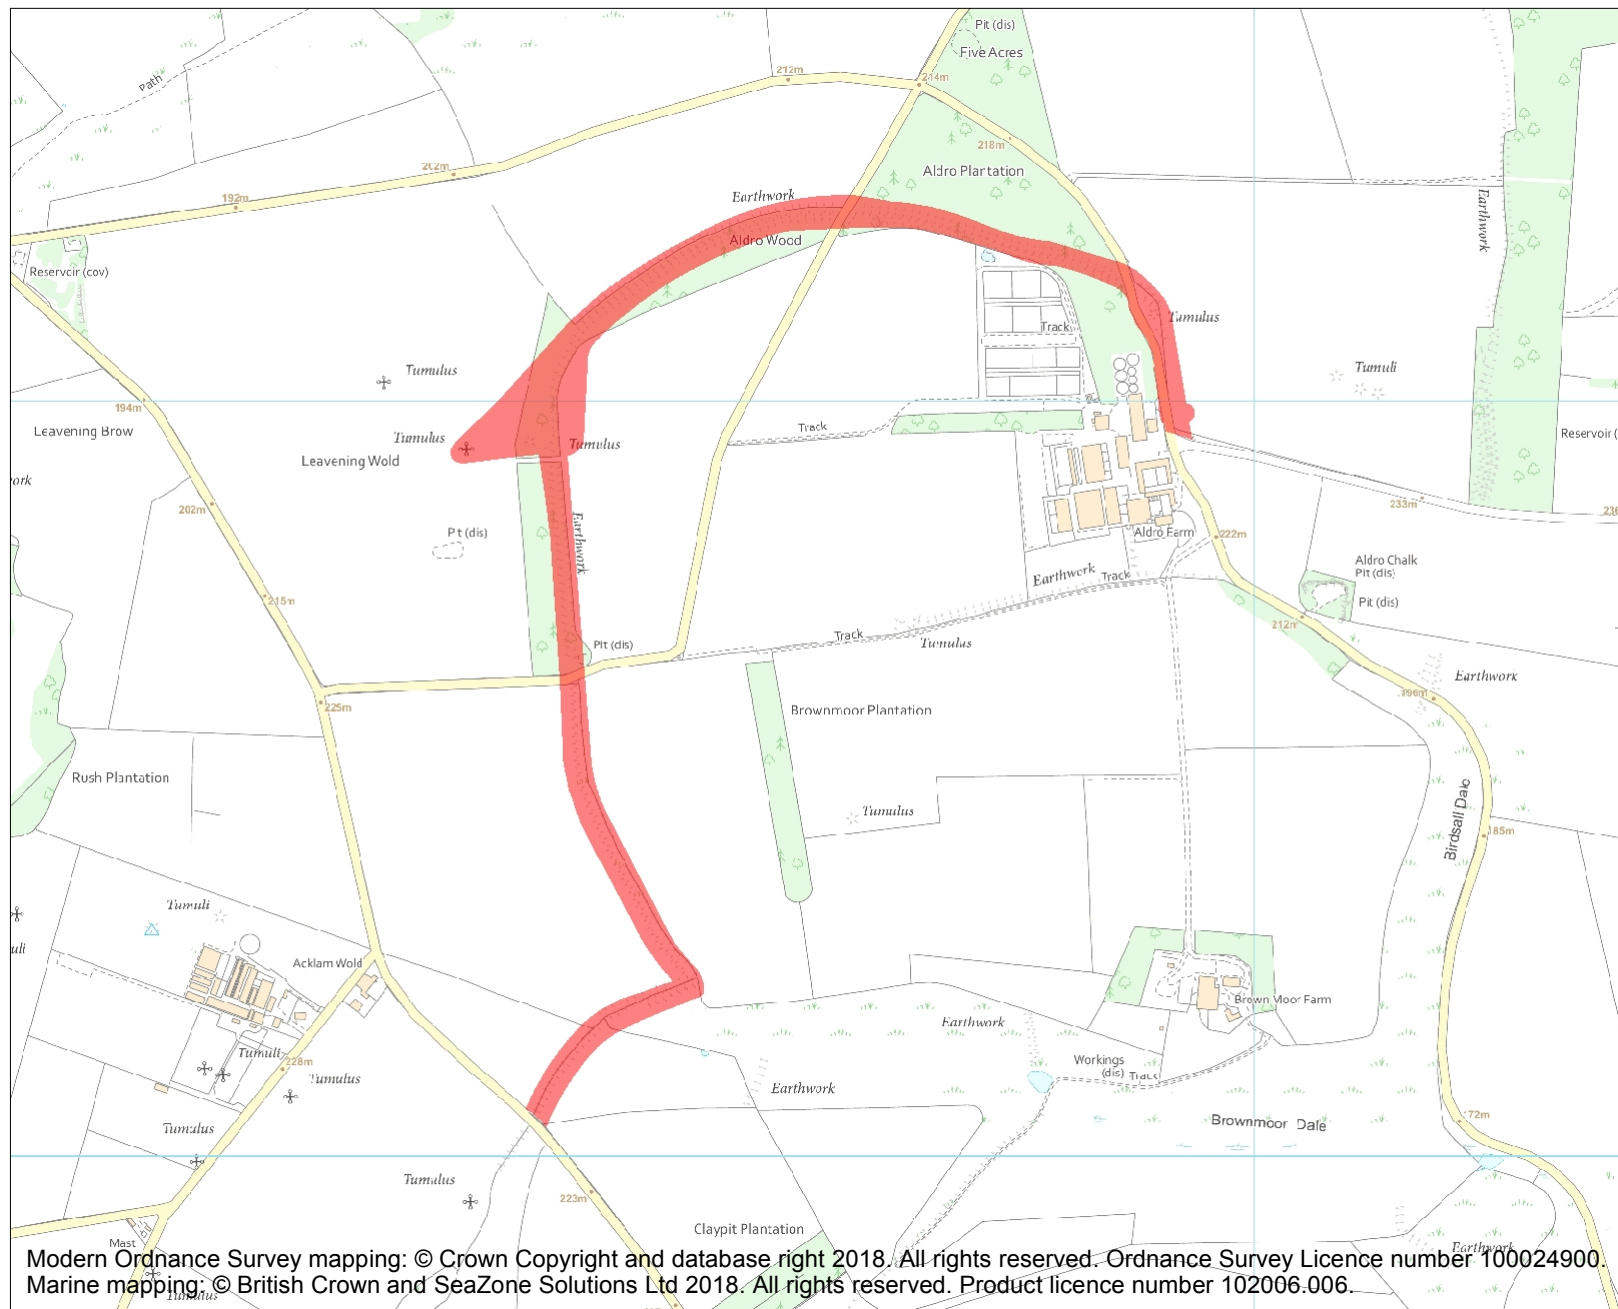 Pit (dis)
Five Acres
Path
212m
214m
218m
202m
Aldro Plantation
192m
Earthwork
Earthwork
Aldro Wood
Reservoir (cov)
Track
Tumulus
Tumulus
Tumuli
194m
Leavening Brow
Tumulus
Tumulus
Track
Reservoir (
Leavening Wold
ork
202m
233m
236
Pit (dis)
Earthwork
Aldro Farm
222m
Aldro Chalk
Pit (dis)
Earthwork
Track
Pit (dis)
215m
212m
Pit (dis)
Track
Tumulus
Earthwork
196m
225m
Brownmoor Plantation
Rush Plantation
Tumulus
Birdsall Dale
185m
Tumuli
uli
Acklam Wold
Brown Moor Farm
Earthwork
Tumuli
228m
Tumulus
Workings
(dis)
Track
Earthwork
Tumulus
Brownmoor Dale
172m
Tumulus
223m
Claypit Plantation
Mast
Earthwork
Modern Ordnance Survey mapping: © Crown Copyright and database right 2018. All rights reserved. Ordnance Survey Licence number 100024900.
Marine mapping: © British Crown and SeaZone Solutions Ltd 2018. All rights reserved. Product licence number 102006.006.
Tumulus